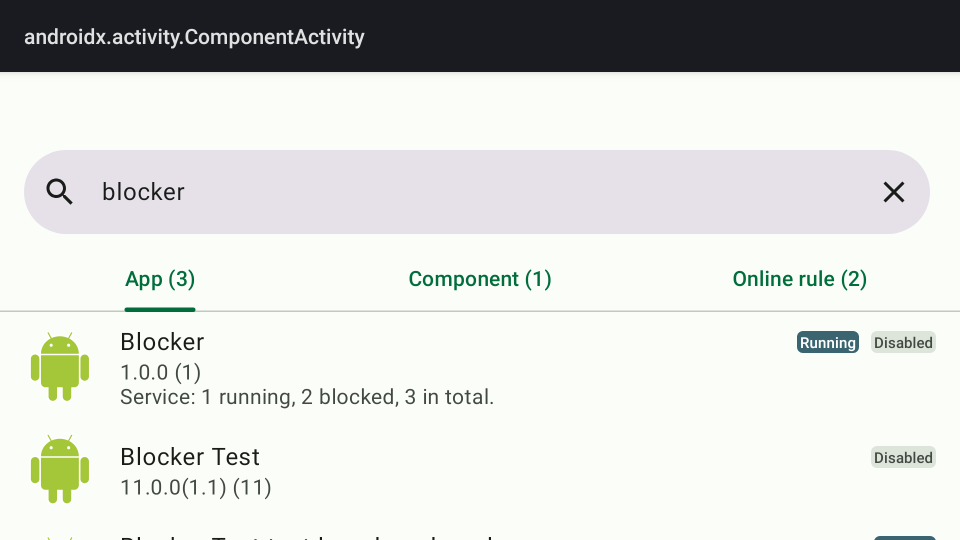 androidx.activity.ComponentActivity
blocker
App (3)
Component (1)
Online rule (2)
Blocker
Running
Disabled
1.0.0 (1)
Service: 1 running, 2 blocked, 3 in total.
Blocker Test
Disabled
11.0.0(1.1) (11)